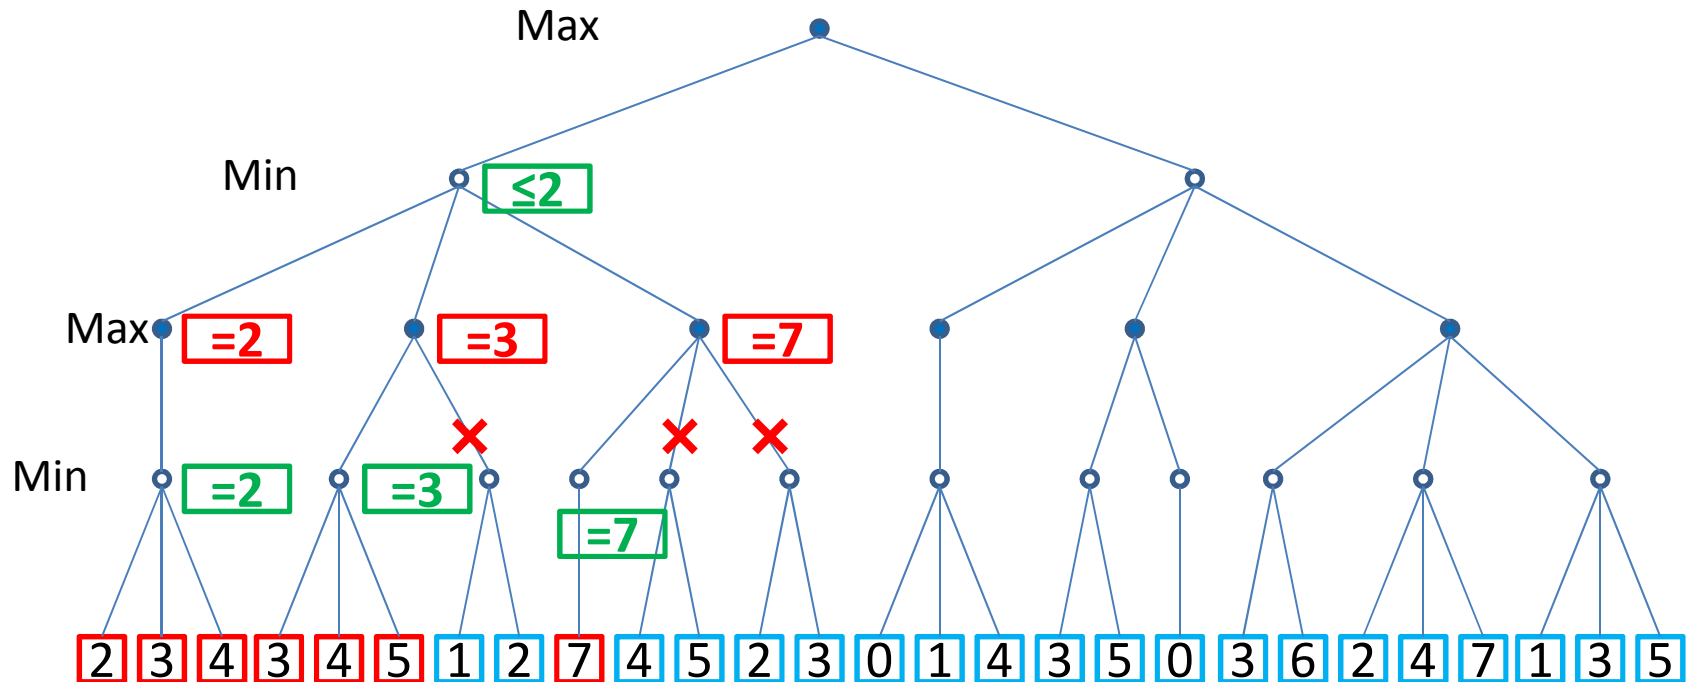 Max
Min ≤2
Max =2 =3 =7
Min =2 =3
=7
2 3 4 3 4 5 1 2 7 4 5 2 3 0 1 4 3 5 0 3 6 2 4 7 1 3 5